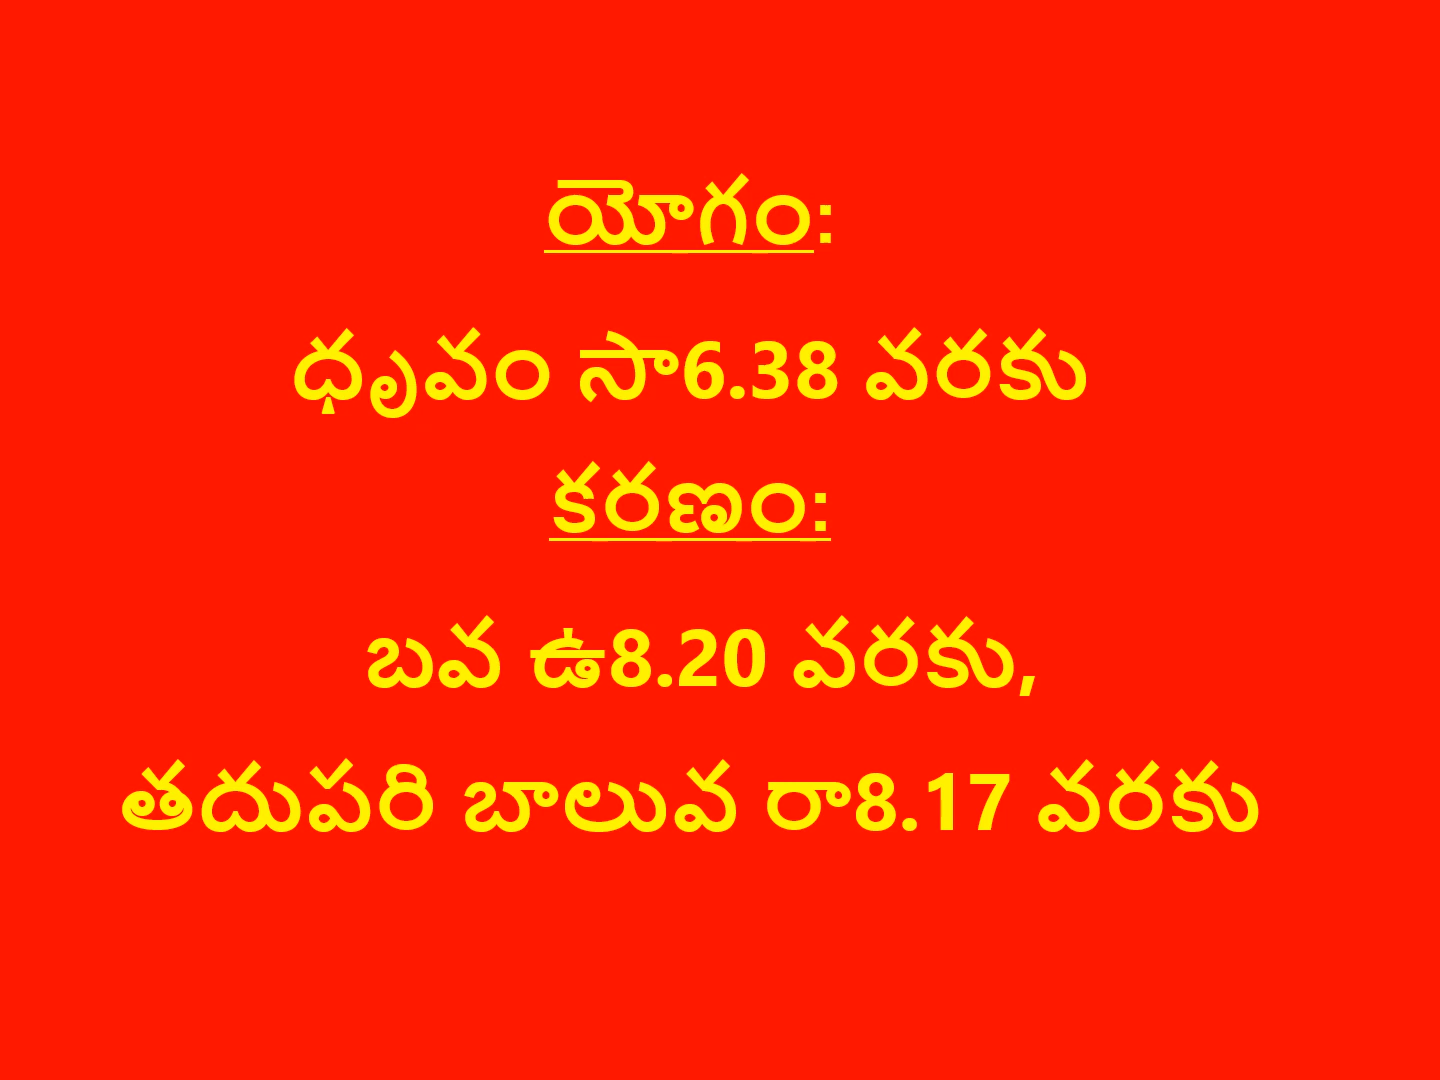 యోగం:
ధృవం సా6.38 వరకు
కరణం:
బవ ఉ8.20 వరకు,
తదుపరి బాలువ రా8.17 వరకు